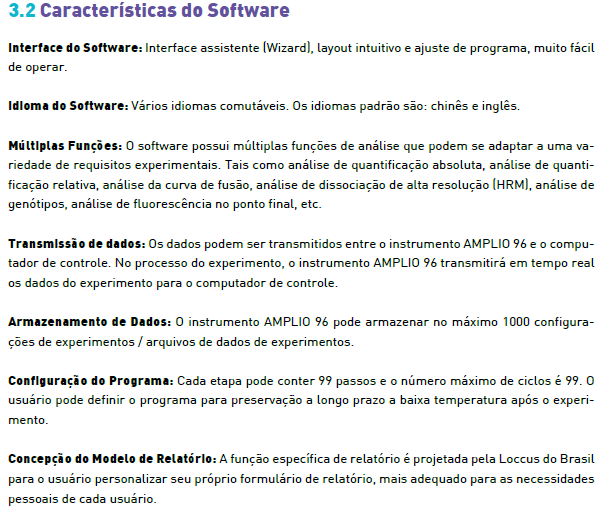 3.2 Características do Software
Interface do Software: Interface assistente (Wizard), layout intuitivo e ajuste de programa, muito fácil
de operar.
Idioma do Software: Vários idiomas comutáveis. Os idiomas padrão são: chinês e inglês.
Múltiplas Funções: O software possui múltiplas funções de análise que podem se adaptar a uma va-
riedade de requisitos experimentais. Tais como análise de quantificação absoluta, análise de quanti-
ficação relativa, análise da curva de fusão, análise de dissociação de alta resolução (HRM), análise de
genótipos, análise de fluorescência no ponto final, etc.
Transmissão de dados: Os dados podem ser transmitidos entre o instrumento AMPLIO 96 e o compu-
tador de controle. No processo do experimento, o instrumento AMPLIO 96 transmitirá em tempo real
os dados do experimento para o computador de controle.
Armazenamento de Dados: O instrumento AMPLIO 96 pode armazenar no máximo 1000 configura-
ções de experimentos / arquivos de dados de experimentos.
Configuração do Programa: Cada etapa pode conter 99 passos e o número máximo de ciclos é 99. O
usuário pode definir o programa para preservação a longo prazo a baixa temperatura após o experi-
mento.
Concepção do Modelo de Relatório: A função específica de relatório é projetada pela Loccus do Brasil
para o usuário personalizar seu próprio formulário de relatório, mais adequado para as necessidades
pessoais de cada usuário.